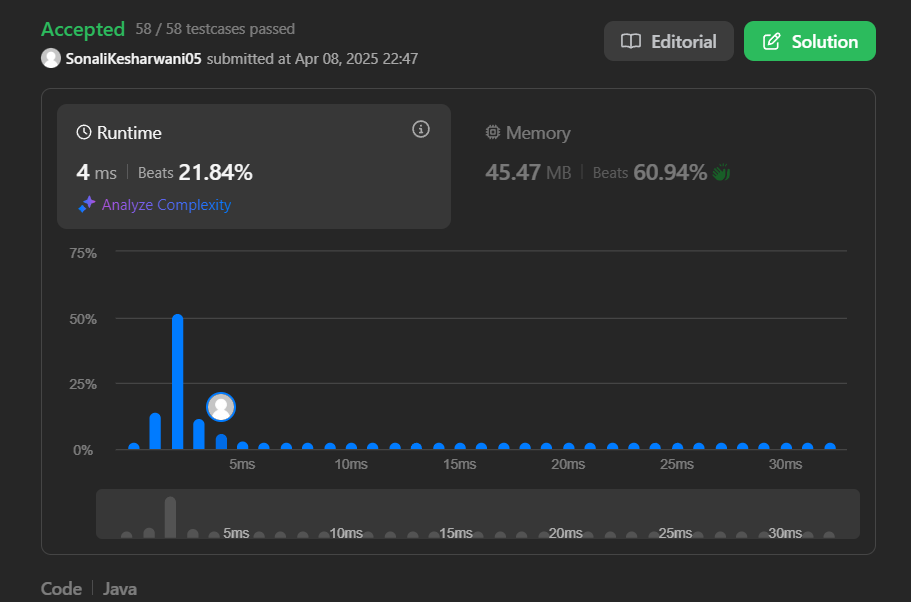 Accepted 58 / 58 testcases passed
SonaliKesharwani05 submitted at Apr 08, 2025 22:47
Editorial
Solution
Runtime
4 ms | Beats 21.84%
Analyze Complexity
Memory
45.47 MB | Beats 60.94%
75%
50%
25%
0%
5ms 10ms 15ms 20ms 25ms 30ms
5ms 10ms 15ms 20ms 25ms 30ms
Code | Java